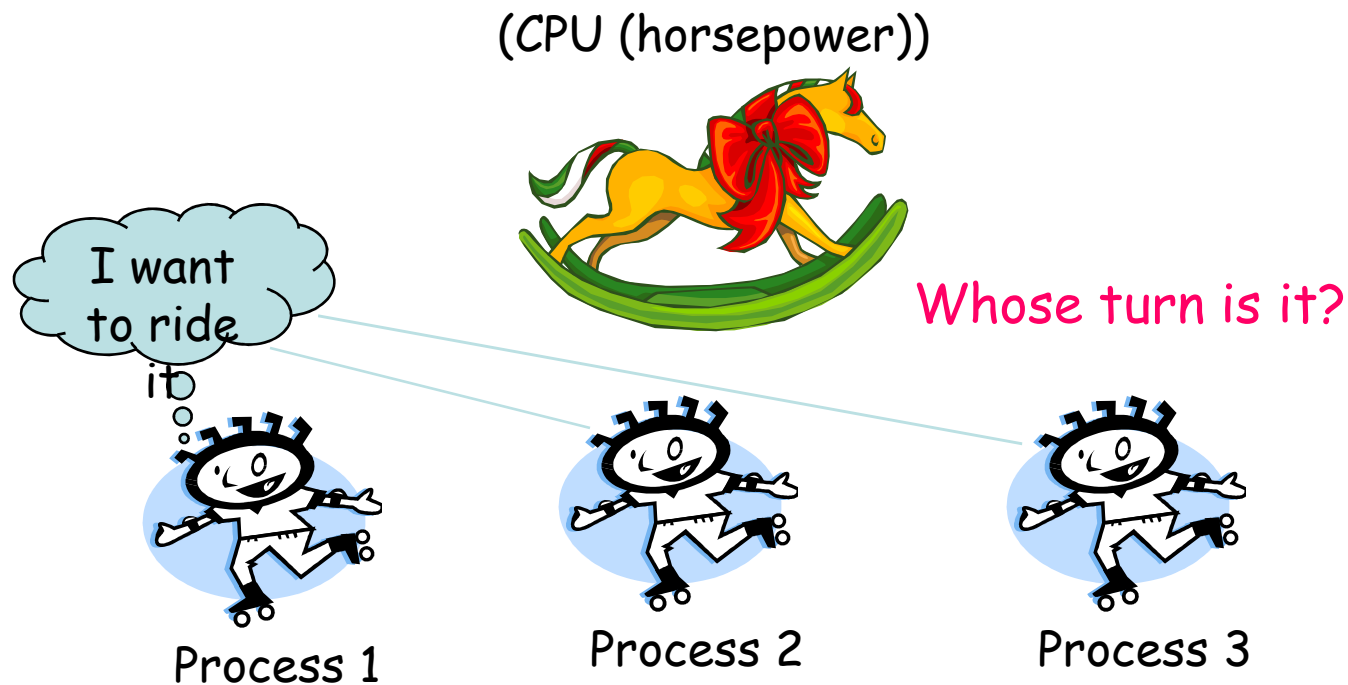 (CPU (horsepower))
I want
to ride
it
Whose turn is it?
Process 1
Process 2
Process 3